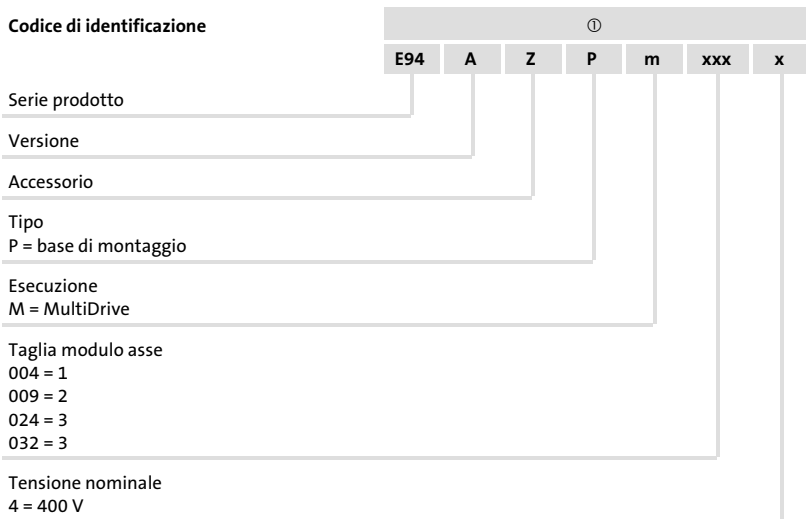 Codice di identificazione ①
E94 A Z P m xxx x
Serie prodotto
Versione
Accessorio
Tipo
P = base di montaggio
Esecuzione
M = MultiDrive
Taglia modulo asse
004 = 1
009 = 2
024 = 3
032 = 3
Tensione nominale
4 = 400 V